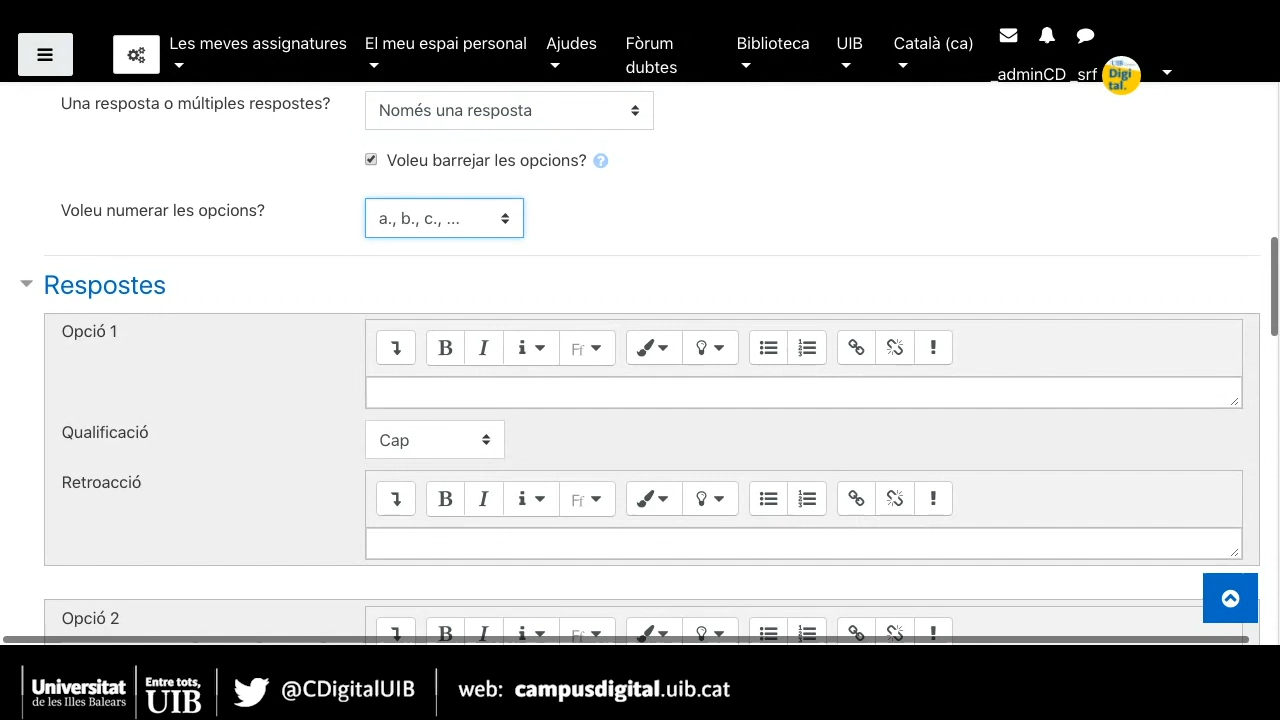 Les meves assignatures
El meu espai personal
Ajudes
Fòrum
dubtes
Biblioteca
UIB
Català (ca)
_adminCD _srf
Digi
tal.
Una resposta o múltiples respostes?
Només una resposta
Voleu barrejar les opcions?
Voleu numerar les opcions?
a., b., c., ...
Respostes
Opció 1
Qualificació
Cap
Retroacció
Opció 2
Universitat
de les Illes Balears
Entre tots,
UIB
@CDigitalUIB
web: campusdigital.uib.cat